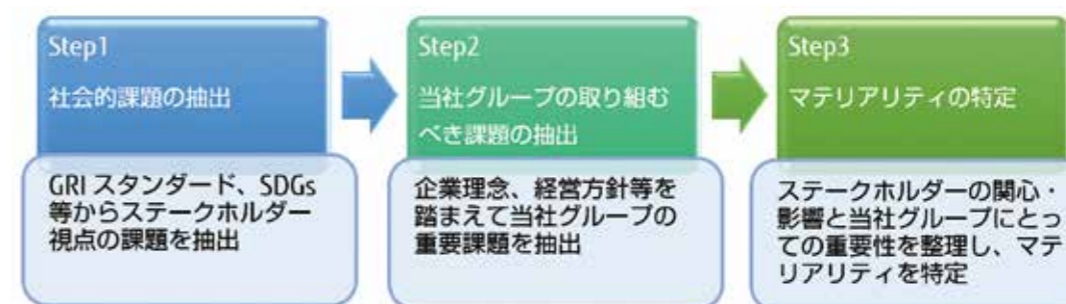 Step1
社会的課題の抽出
GRI スタンダード、SDGs
等からステークホルダー
視点の課題を抽出
Step2
当社グループの取り組む
べき課題の抽出
企業理念、経営方針等を
踏まえて当社グループの
重要課題を抽出
Step3
マテリアリティの特定
ステークホルダーの関心・
影響と当社グループにとっ
ての重要性を整理し、マテ
リアリティを特定